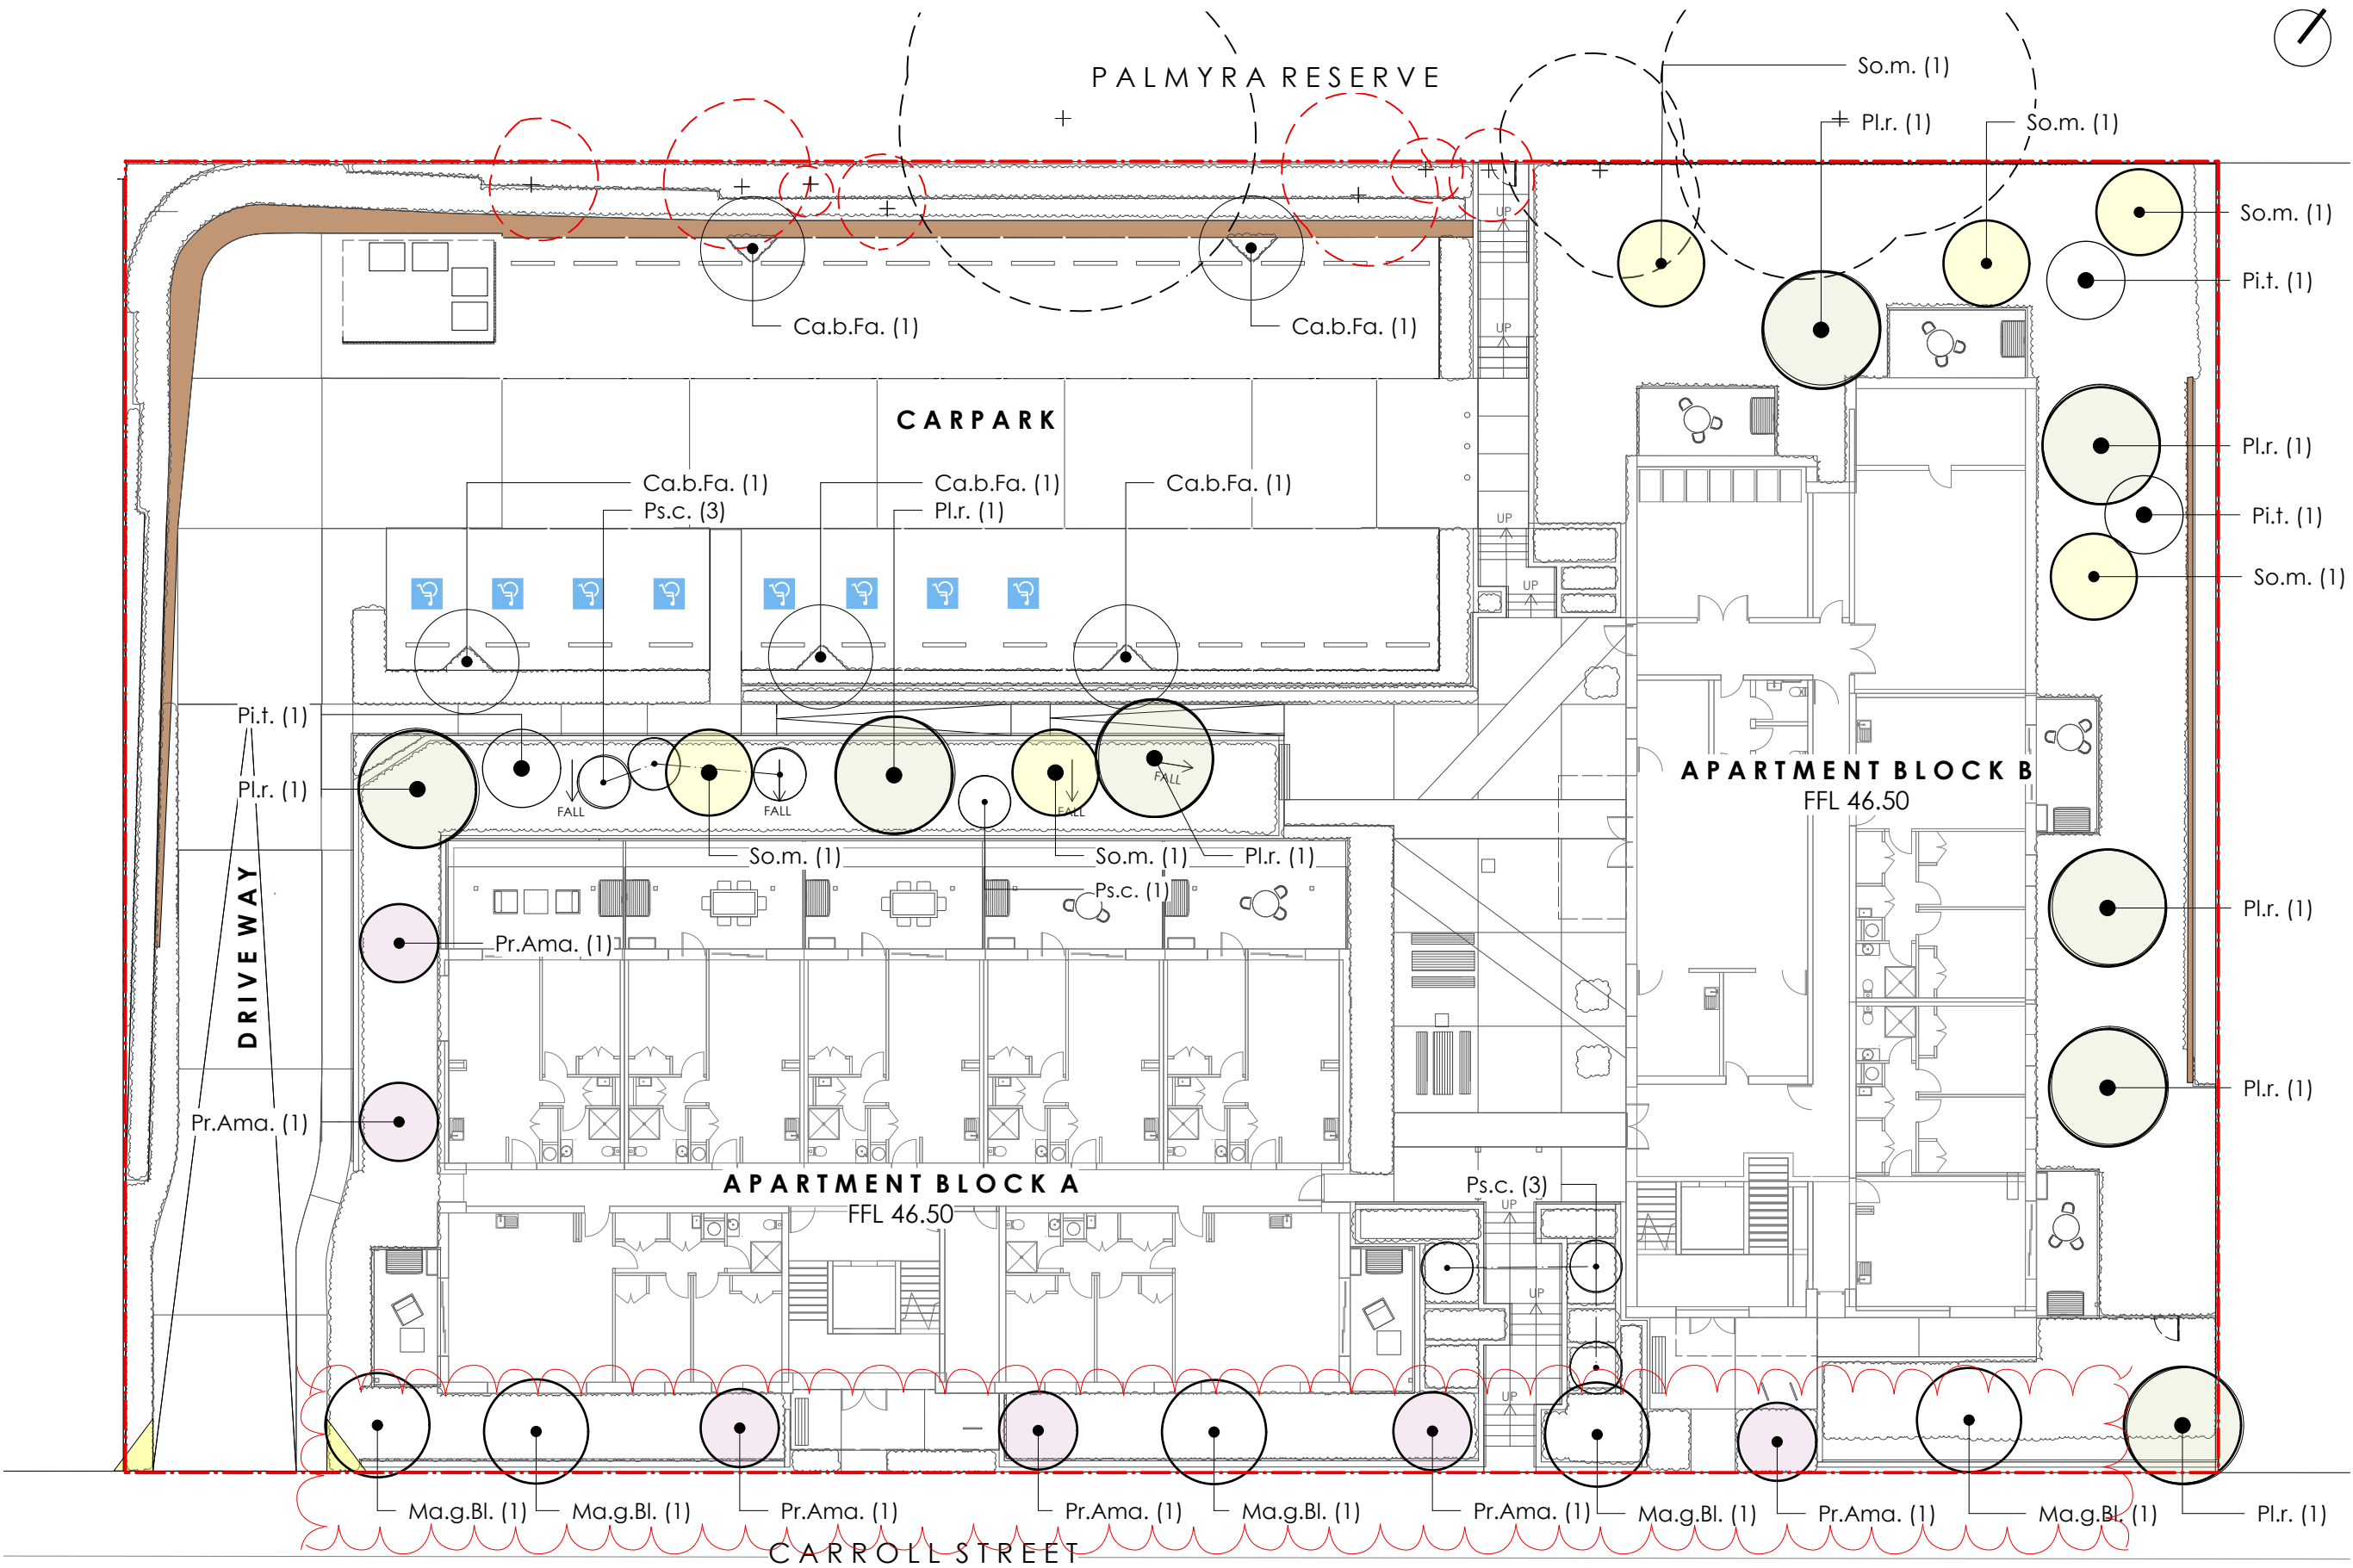 So.m. (1)
PALMYRA RESERVE
Pl.r. (1)
So.m. (1)
UP
So.m. (1)
Pi.t. (1)
Ca.b.Fa. (1)
Ca.b.Fa. (1)
UP
CARPARK
Pl.r. (1)
Ca.b.Fa. (1)
Ca.b.Fa. (1)
Ca.b.Fa. (1)
Ps.c. (3)
Pl.r. (1)
UP
Pi.t. (1)
UP
So.m. (1)
Pi.t. (1)
APARTMENT BLOCK B
FFL 46.50
FALL
Pl.r. (1)
FALL
FALL
FALL
So.m. (1)
So.m. (1)
Pl.r. (1)
Ps.c. (1)
Pl.r. (1)
DRIVE WAY
Pr.Ama. (1)
Pl.r. (1)
Pr.Ama. (1)
APARTMENT BLOCK A
FFL 46.50
Ps.c. (3)
UP
UP
UP
Ma.g.Bl. (1)
Ma.g.Bl. (1)
Pr.Ama. (1)
Pr.Ama. (1)
Ma.g.Bl. (1)
Pr.Ama. (1)
Ma.g.Bl. (1)
Pr.Ama. (1)
Ma.g.Bl. (1)
Pl.r. (1)
CARROLL STREET